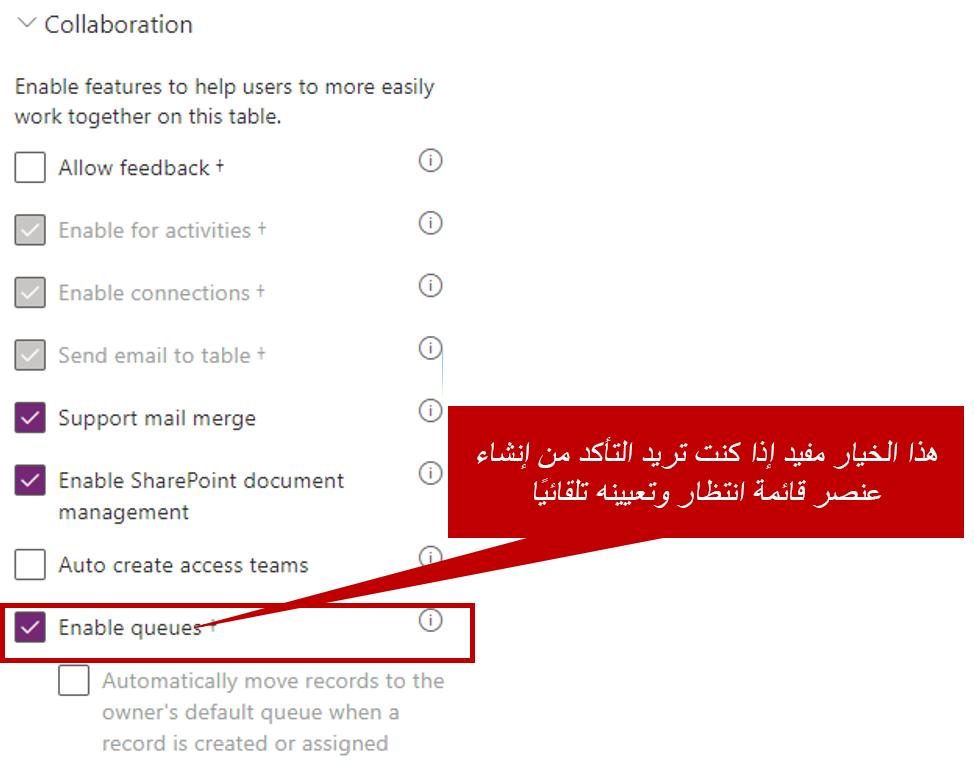 Collaboration
Enable features to help users to more easily
work together on this table.
Allow feedback †
Enable for activities †
Enable connections †
Send email to table †
Support mail merge
Enable SharePoint document
management
Auto create access teams
هذا الخيار مفيد إذا كنت تريد التأكد من إنشاء
عنصر قائمة انتظار وتعيينه تلقائيًا
Enable queues †
Automatically move records to the
owner's default queue when a
record is created or assigned